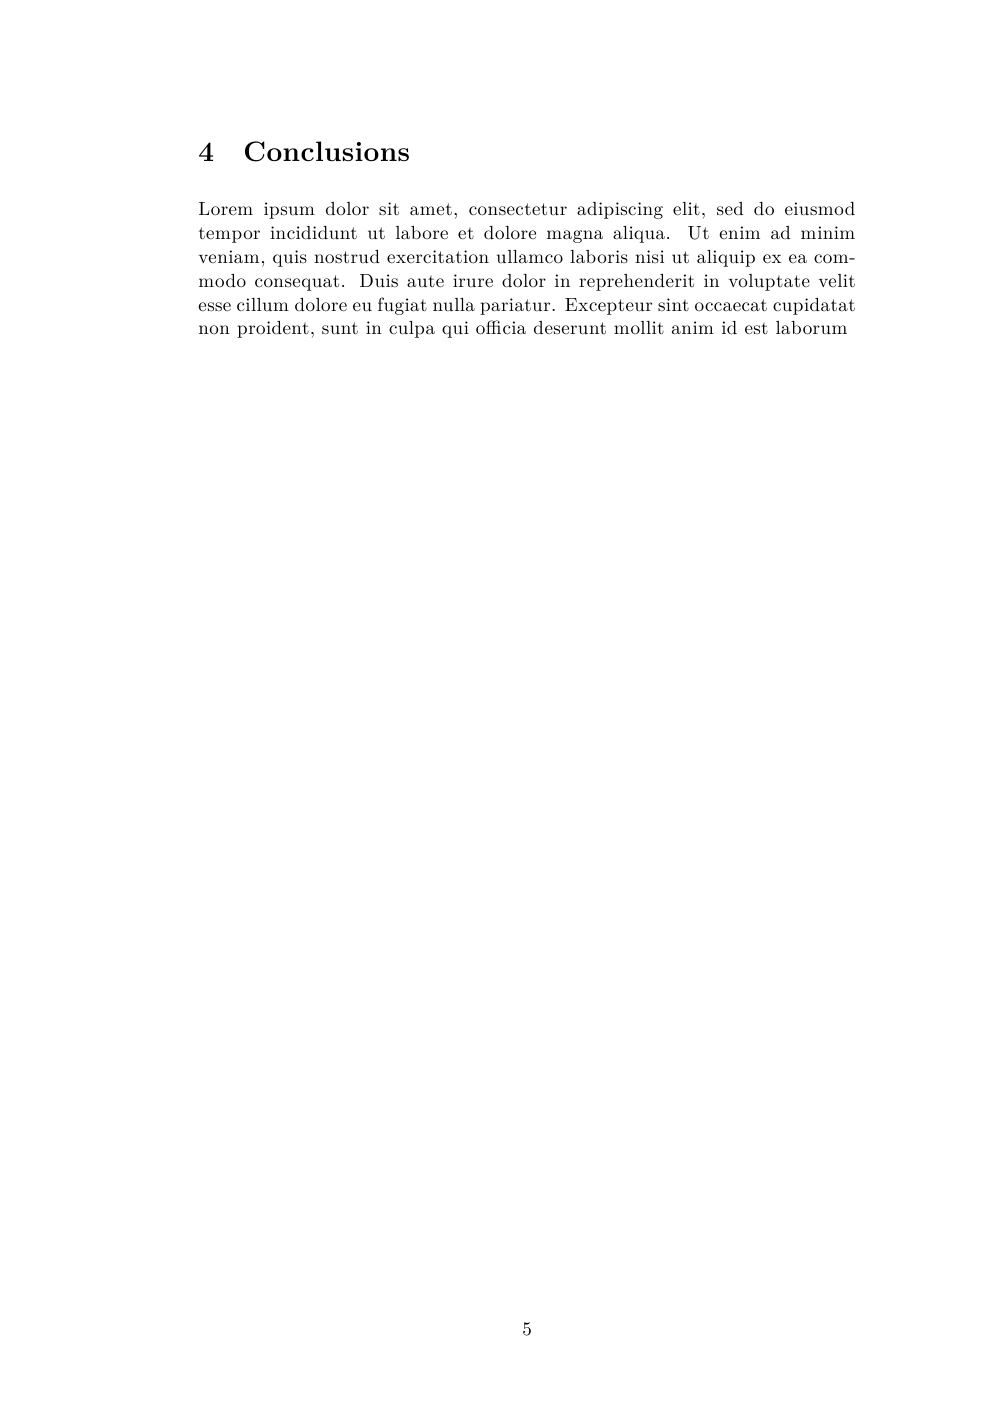 4 Conclusions
Lorem ipsum dolor sit amet, consectetur adipiscing elit, sed do eiusmod
tempor incididunt ut labore et dolore magna aliqua. Ut enim ad minim
veniam, quis nostrud exercitation ullamco laboris nisi ut aliquip ex ea com-
modo consequat. Duis aute irure dolor in reprehenderit in voluptate velit
esse cillum dolore eu fugiat nulla pariatur. Excepteur sint occaecat cupidatat
non proident, sunt in culpa qui officia deserunt mollit anim id est laborum
5